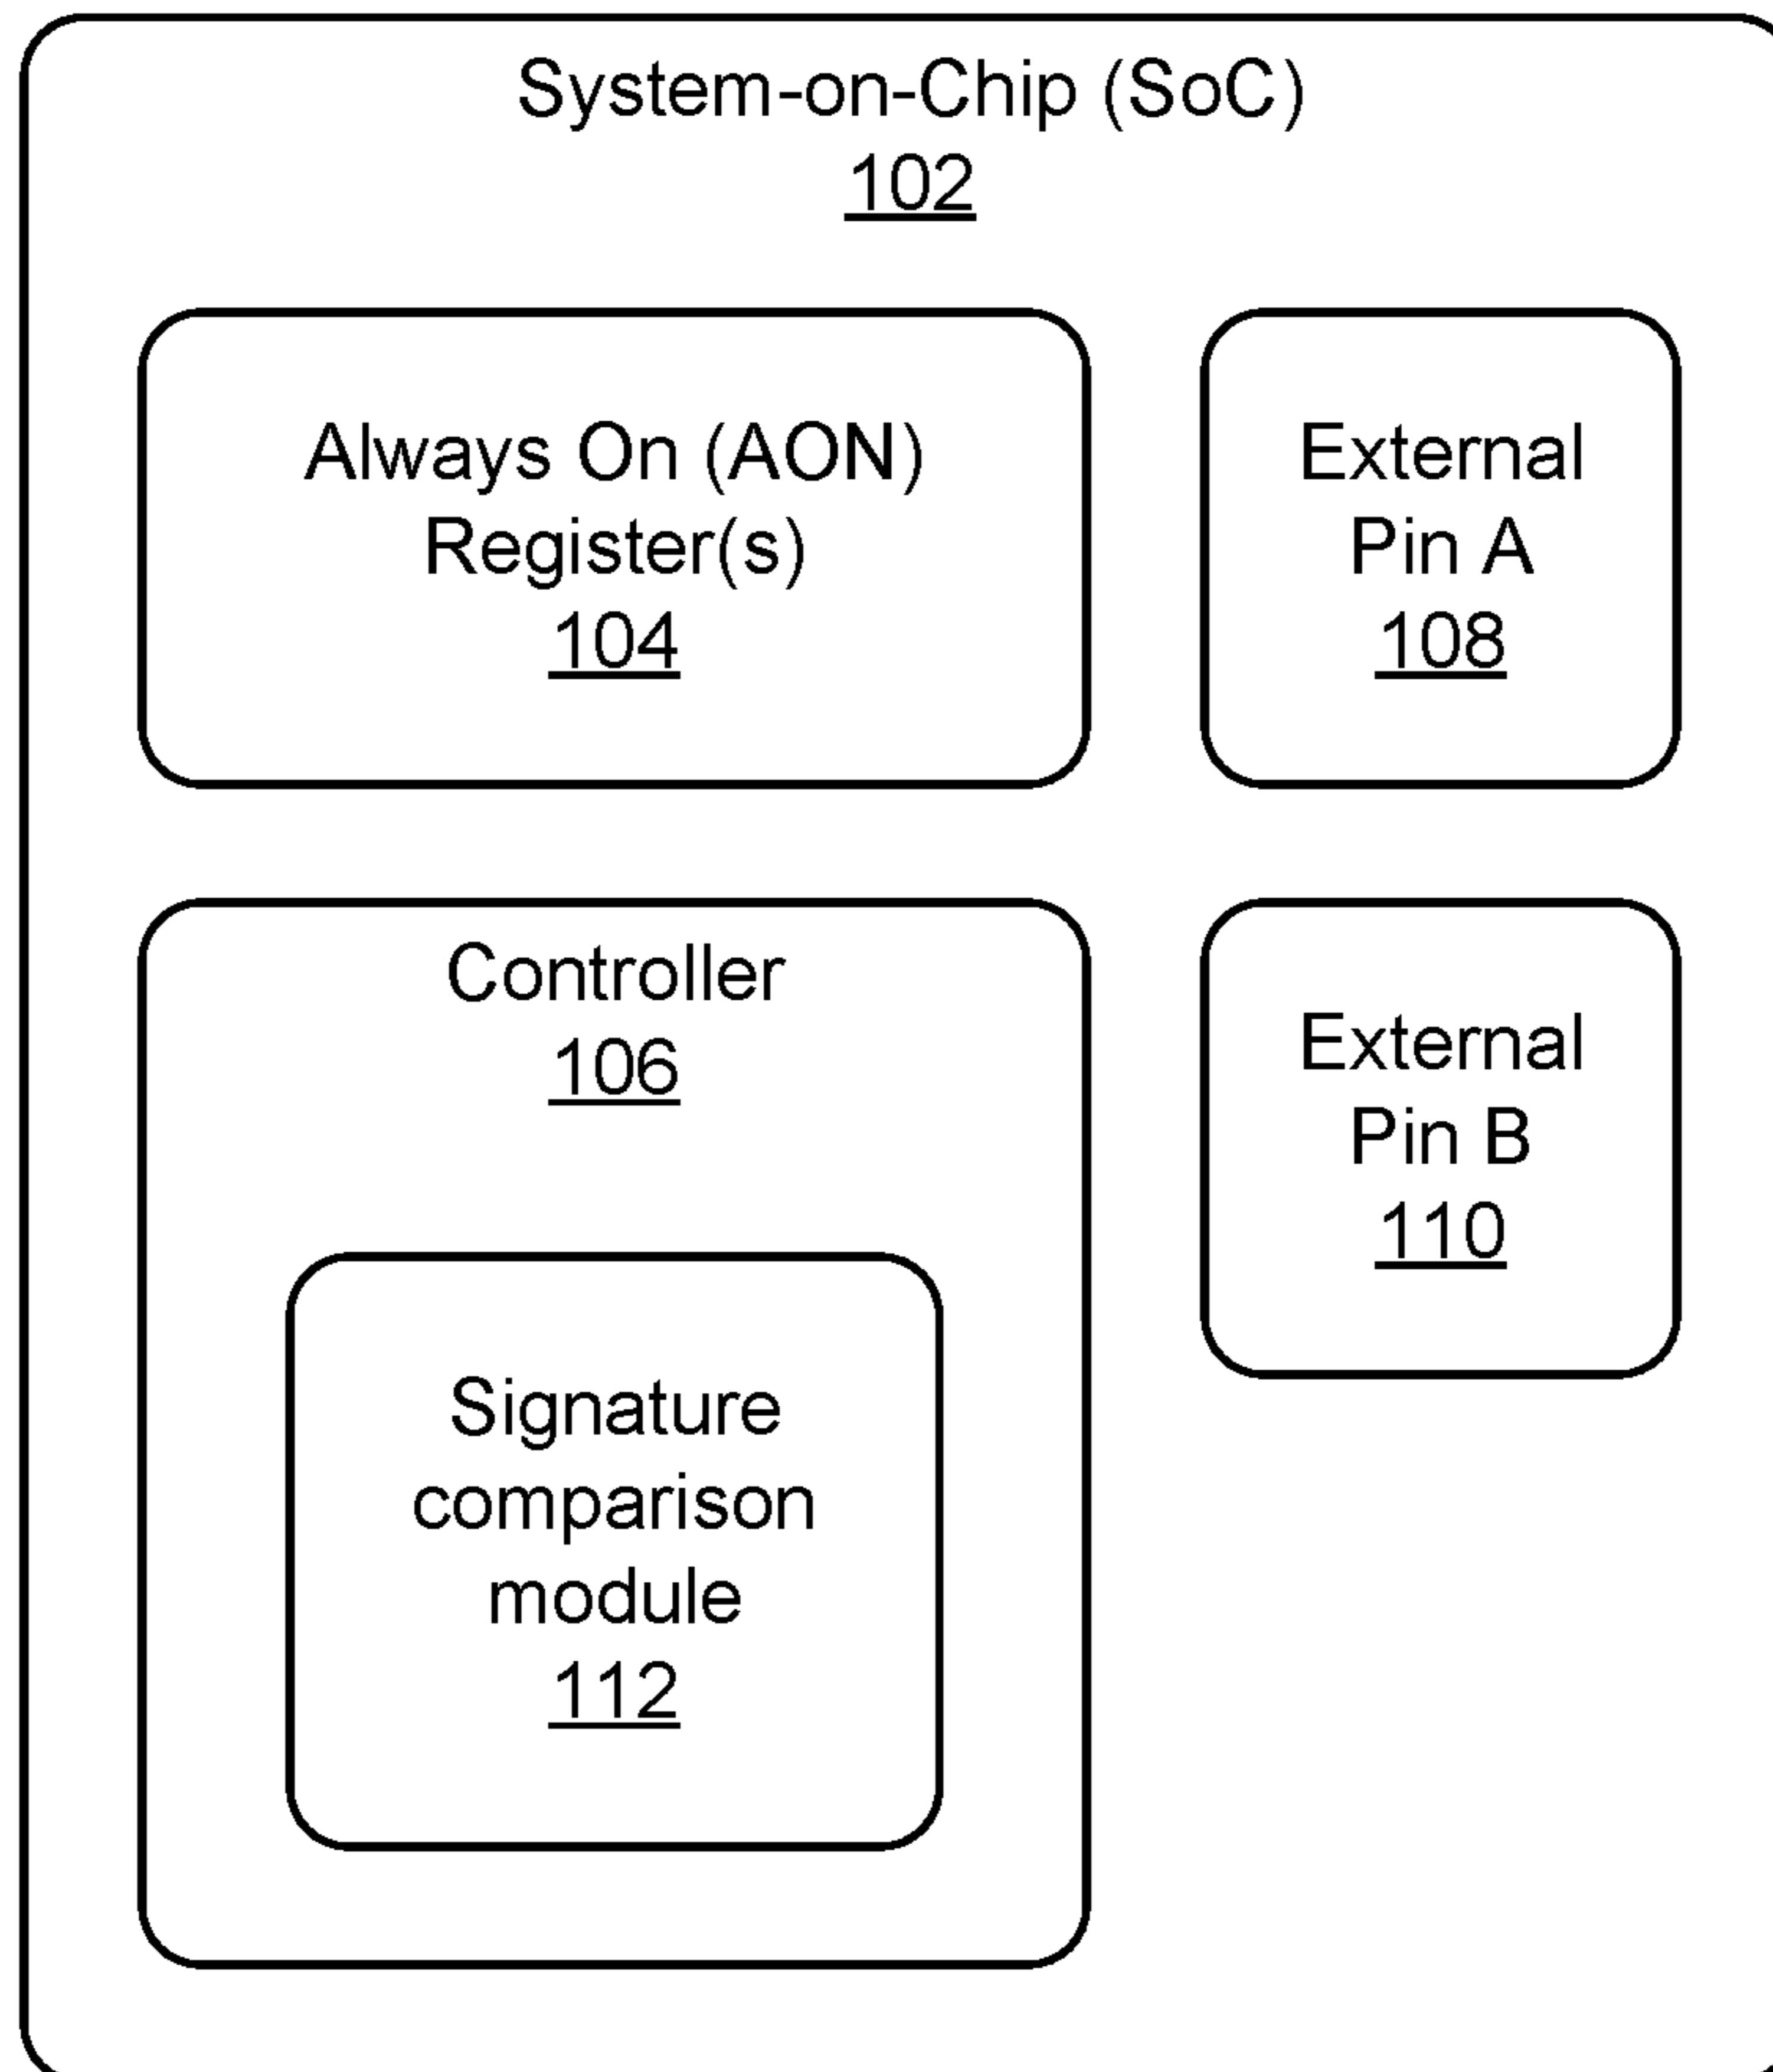 System-on-Chip (SoC)
102
Always On (AON)
Register(s)
104
External
Pin A
108
Controller
106
External
Pin B
110
Signature
comparison
module
112